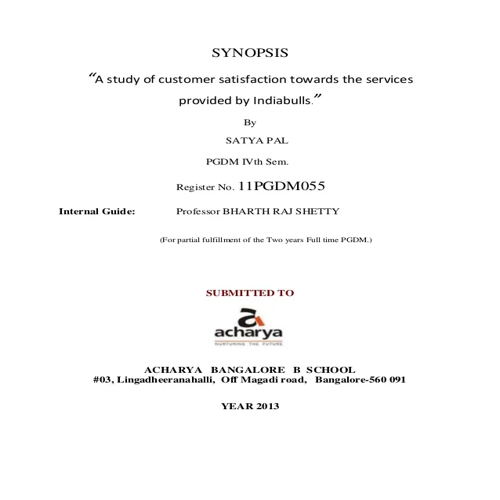 SYNOPSIS
“A study of customer satisfaction towards the services
provided by Indiabulls.”
By
SATYA PAL
PGDM IVth Sem.
Register No. 11PGDM055
Internal Guide: Professor BHARTH RAJ SHETTY
(For partial fulfillment of the Two years Full time PGDM.)
SUBMITTED TO
acharya
NURTURING THE FUTURE
ACHARYA BANGALORE B SCHOOL
#03, Lingadheeranahalli, Off Magadi road, Bangalore-560 091
YEAR 2013